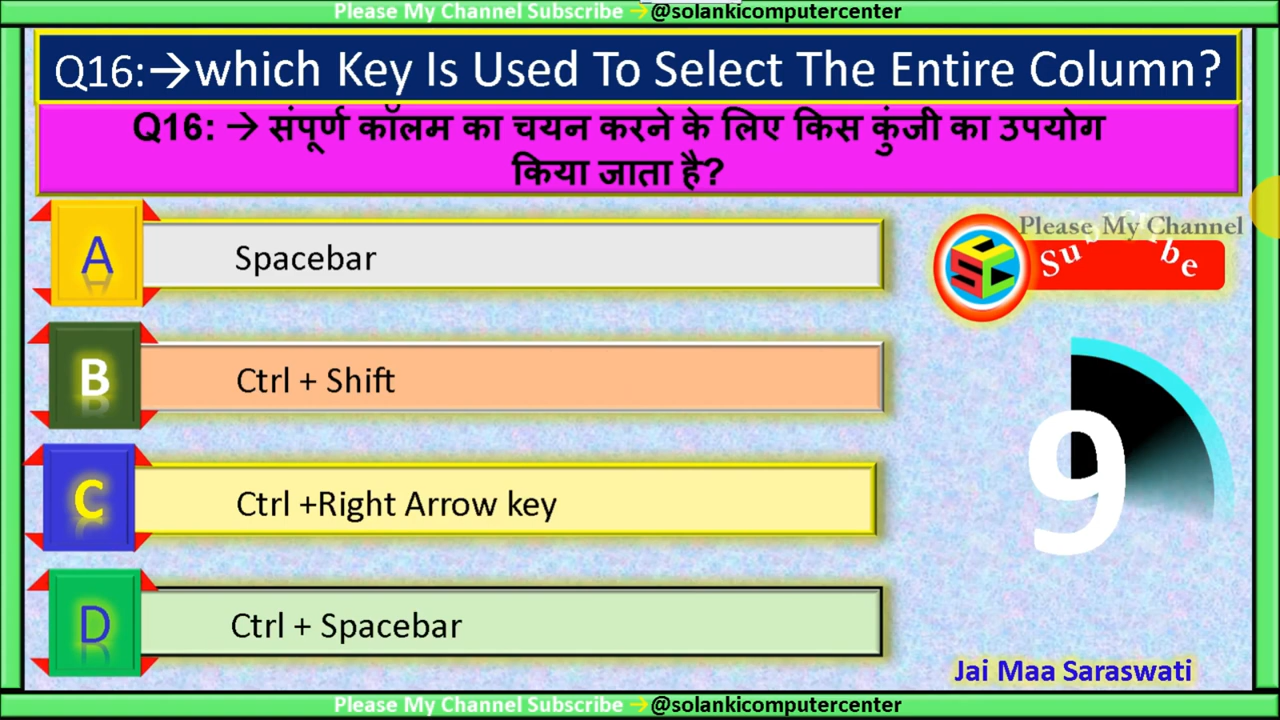 Please My Channel Subscribe →@solankicomputercenter
Q16:→which Key Is Used To Select The Entire Column?
Q16: → संपूर्ण कॉलम का चयन करने के लिए किस कुंजी का उपयोग
किया जाता है?
A Spacebar
Please My Channel
Subscribe
B Ctrl + Shift
9
C Ctrl +Right Arrow key
D Ctrl + Spacebar
Jai Maa Saraswati
Please My Channel Subscribe →@solankicomputercenter